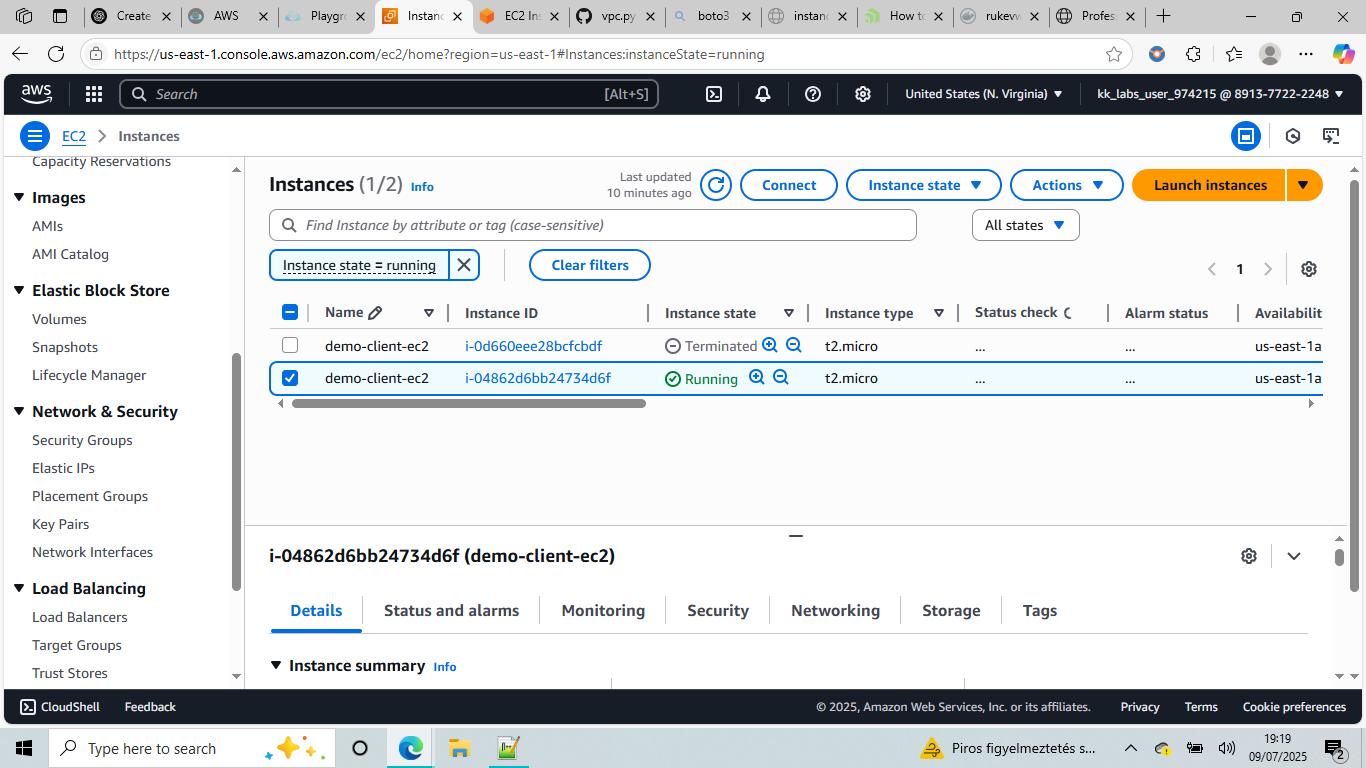 Create
AWS
Playgr
Instanc
EC2 Ins
vpc.py
boto3
instanc
How to
rukevw
Profes
https://us-east-1.console.aws.amazon.com/ec2/home?region=us-east-1#Instances:instanceState=running
aws
Search
[Alt+S]
United States (N. Virginia)
kk_labs_user_974215 @ 8913-7722-2248
EC2
Instances
Capacity Reservations
Images
AMIs
AMI Catalog
Elastic Block Store
Volumes
Snapshots
Lifecycle Manager
Network & Security
Security Groups
Elastic IPs
Placement Groups
Key Pairs
Network Interfaces
Load Balancing
Load Balancers
Target Groups
Trust Stores
Instances (1/2) Info
Last updated
10 minutes ago
Connect
Instance state
Actions
Launch instances
Find Instance by attribute or tag (case-sensitive)
All states
Instance state = running
Clear filters
1
Name Instance ID Instance state Instance type Status check Alarm status Availabilit
demo-client-ec2 i-0d660eee28bcfcbdf Terminated t2.micro ... ... us-east-1a
demo-client-ec2 i-04862d6bb24734d6f Running t2.micro ... ... us-east-1a
i-04862d6bb24734d6f (demo-client-ec2)
Details Status and alarms Monitoring Security Networking Storage Tags
Instance summary Info
CloudShell Feedback © 2025, Amazon Web Services, Inc. or its affiliates. Privacy Terms Cookie preferences
Type here to search
Piros figyelmeztetés s...
19:19
09/07/2025
2